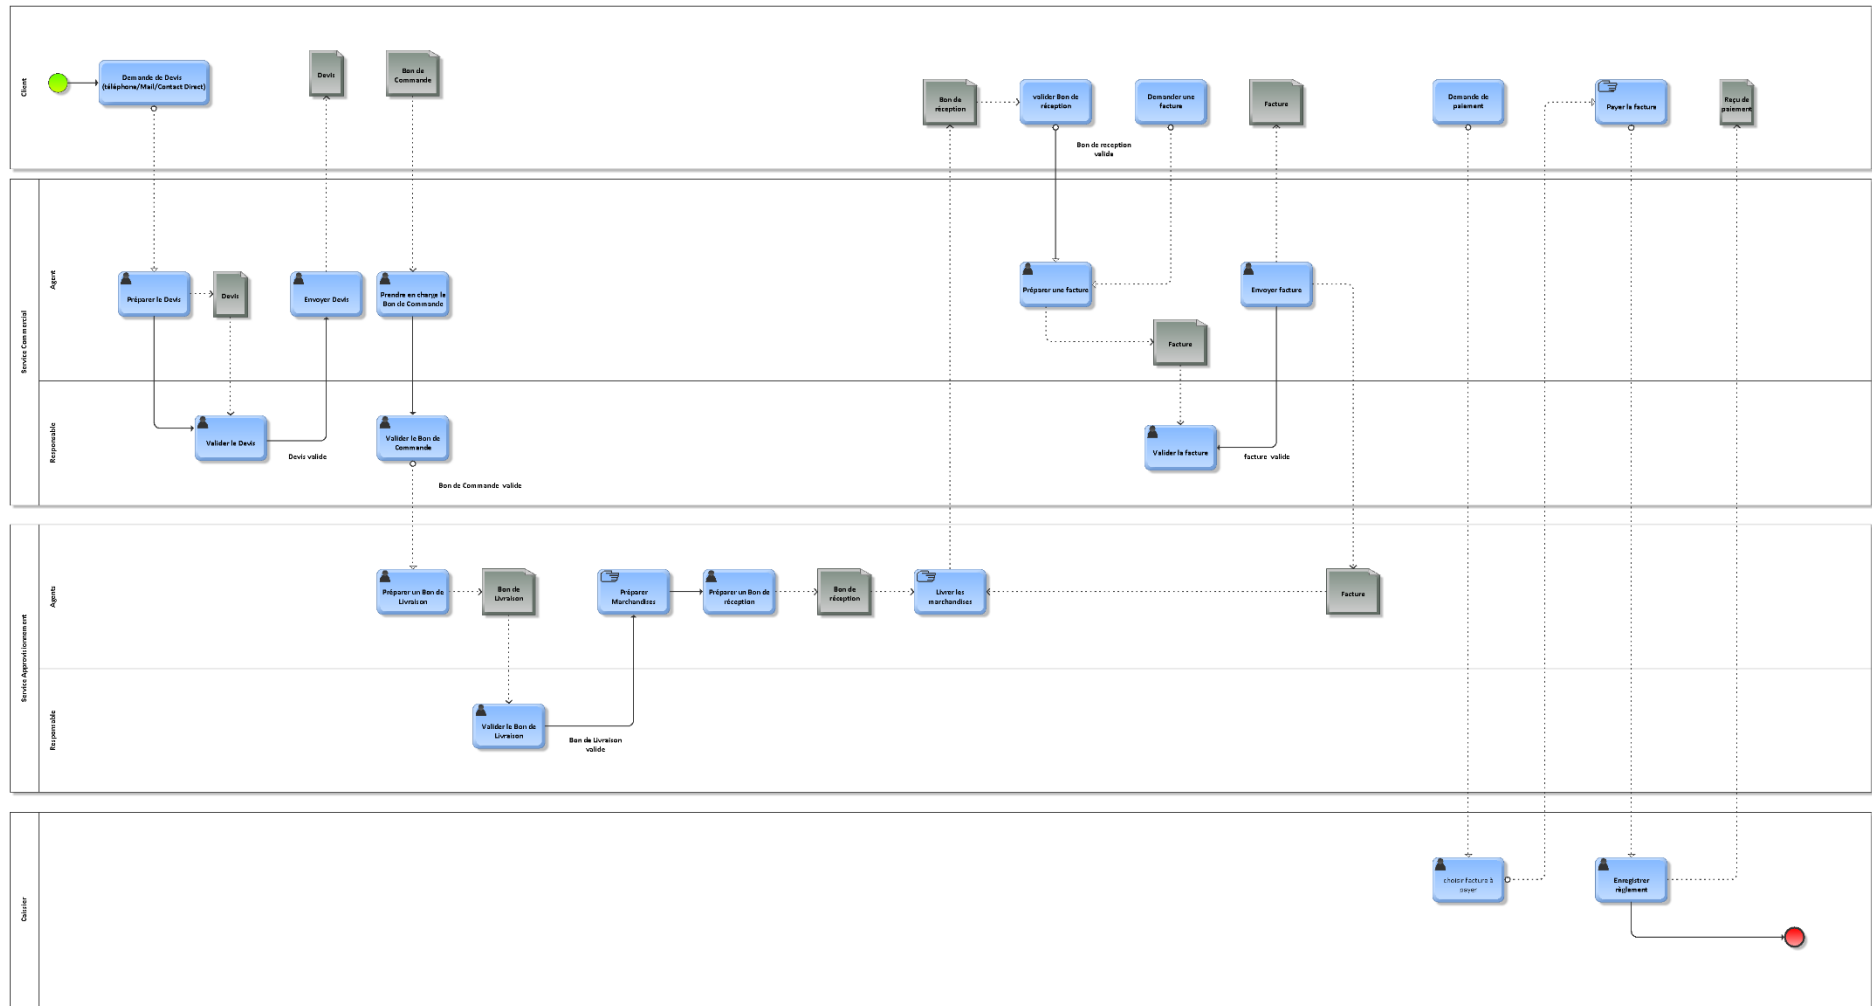 Client
Demande de Devis
(téléphone/Mail/Contact Direct)
Devis
Bon de
Commande
Bon de
réception
valider Bon de
réception
Demander une
facture
Facture
Demande de
paiement
Payer la facture
Reçu de
paiement
Bon de reception
valide
Service Commercial
Agent
Préparer le Devis
Devis
Envoyer Devis
Prendre en charge le
Bon de Commande
Préparer une facture
Envoyer facture
Facture
Responsable
Valider le Devis
Devis valide
Valider le Bon de
Commande
Bon de Commande valide
Valider la facture
facture valide
Service Approvisionnement
Agents
Préparer un Bon de
Livraison
Bon de
Livraison
Préparer
Marchandises
Préparer un Bon de
réception
Bon de
réception
Livrer les
marchandises
Facture
Responsable
Valider le Bon de
Livraison
Bon de Livraison
valide
Caissier
choisir facture à
payer
Enregistrer
règlement